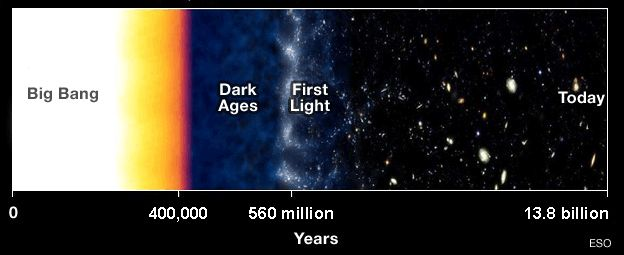 Big Bang
Dark
Ages
First
Light
Today
0
400,000
560 million
13.8 billion
Years
ESO